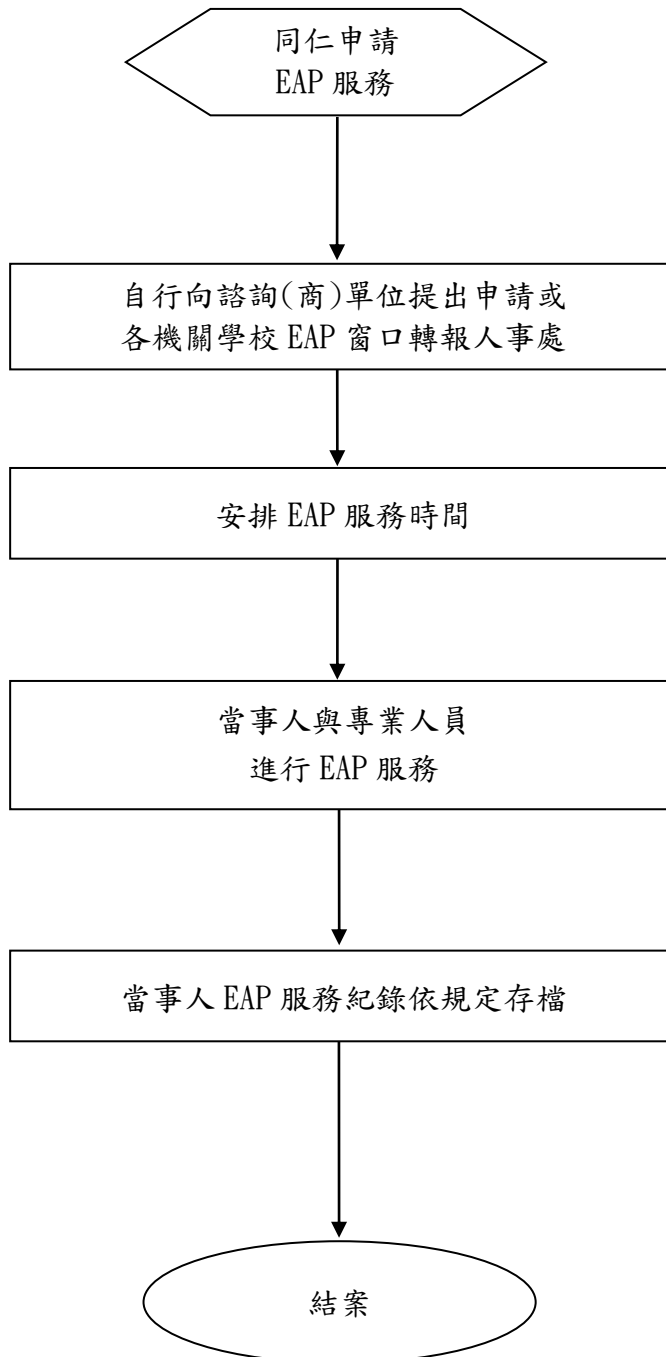 同仁申請
EAP 服務
自行向諮詢(商)單位提出申請或
各機關學校 EAP 窗口轉報人事處
安排 EAP 服務時間
當事人與專業人員
進行 EAP 服務
當事人 EAP 服務紀錄依規定存檔
結案